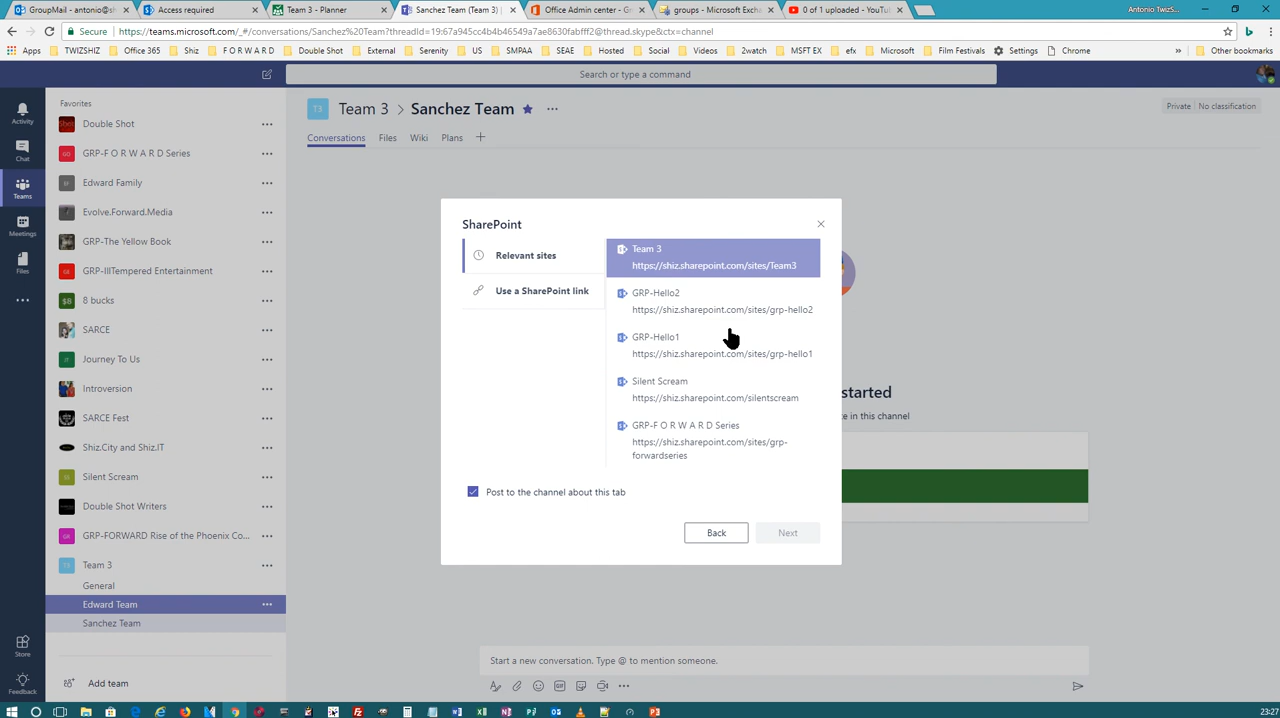 GroupMail - antonio@sh
Access required
Team 3 - Planner
Sanchez Team (Team 3) |
Office Admin center - Gr
groups - Microsoft Exch
0 of 1 uploaded - YouTu
Antonio TwizS
Secure
https://teams.microsoft.com/_#/conversations/Sanchez%20Team?threadId=19:67a945cc4b4b46549a7ae8630fabfff2@thread.skype&ctx=channel
Apps TWIZSHIZ Office 365 Shiz F O R W A R D Double Shot External Serenity US SMPAA SEAE Hosted Social Videos 2watch MSFT EX efx Microsoft Film Festivals Settings Chrome » Other bookmarks
Search or type a command
Activity
Chat
Teams
Meetings
Files
Store
Feedback
Favorites
Double Shot
GRP-F O R W A R D Series
Edward Family
Evolve.Forward.Media
GRP-The Yellow Book
GRP-IllTempered Entertainment
8 bucks
SARCE
Journey To Us
Introversion
SARCE Fest
Shiz.City and Shiz.IT
Silent Scream
Double Shot Writers
GRP-FORWARD Rise of the Phoenix Co...
Team 3
General
Edward Team
Sanchez Team
Add team
T3
Team 3 > Sanchez Team
Private No classification
Conversations Files Wiki Plans
SharePoint
Relevant sites
Use a SharePoint link
Team 3
https://shiz.sharepoint.com/sites/Team3
GRP-Hello2
https://shiz.sharepoint.com/sites/grp-hello2
GRP-Hello1
https://shiz.sharepoint.com/sites/grp-hello1
Silent Scream
https://shiz.sharepoint.com/silentscream
GRP-F O R W A R D Series
https://shiz.sharepoint.com/sites/grp-
forwardseries
Post to the channel about this tab
Back
Next
started
e in this channel
Start a new conversation. Type @ to mention someone.
23:27